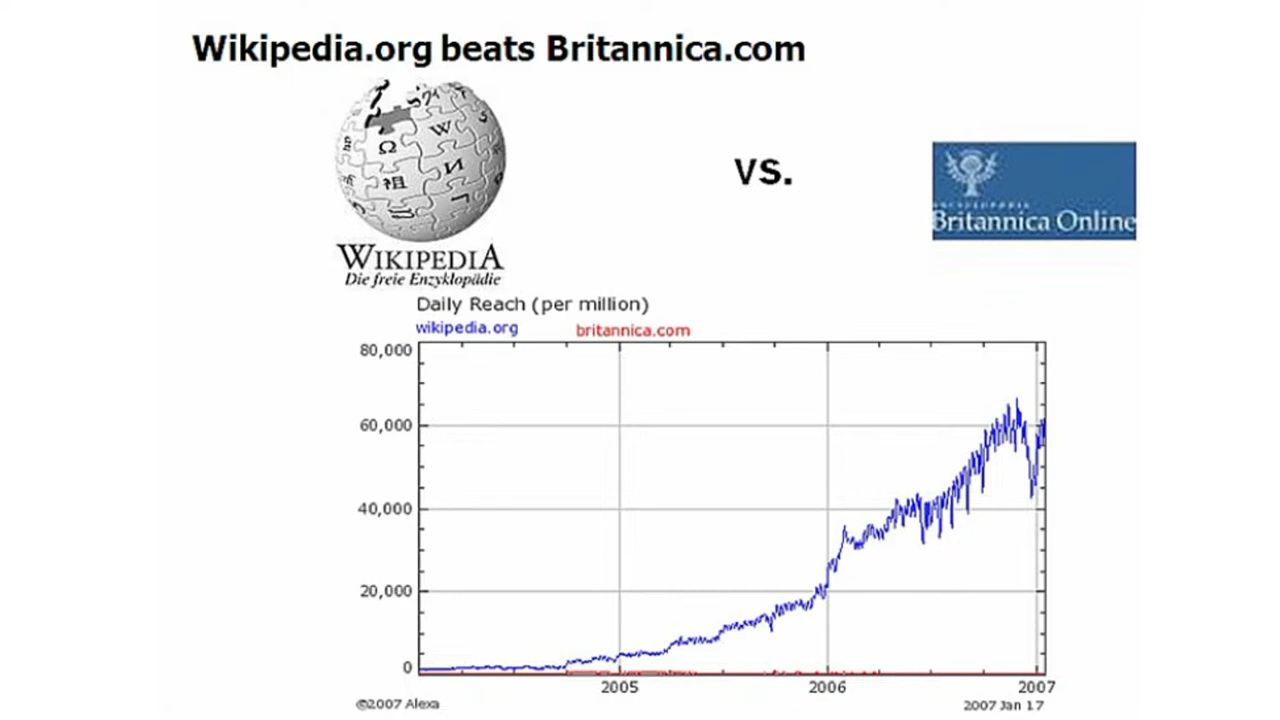 Wikipedia.org beats Britannica.com
vs.
WIKIPEDIA
Die freie Enzyklopädie
ENCYCLOPÆDIA
Britannica Online
Daily Reach (per million)
wikipedia.org britannica.com
80,000
60,000
40,000
20,000
0
2005 2006 2007
©2007 Alexa 2007 Jan 17